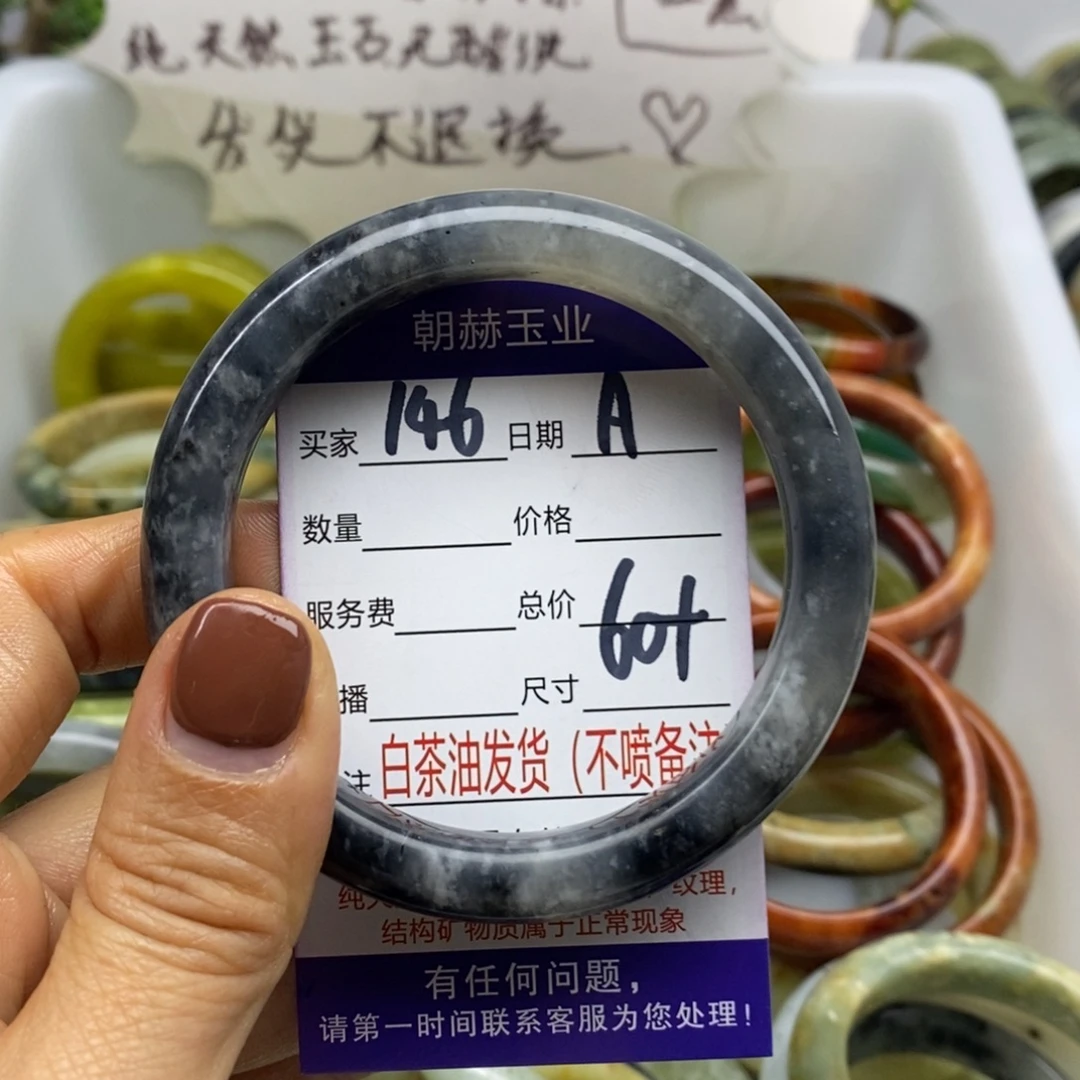 纯天然玉石无酸洗
售出不退换
朝赫玉业
买家 146 日期 A
数量 价格
服务费 总价
60+
播 尺寸
注 白茶油发货（不喷备注
纹理，
结构矿物质属于正常现象
有任何问题，
请第一时间联系客服为您处理！